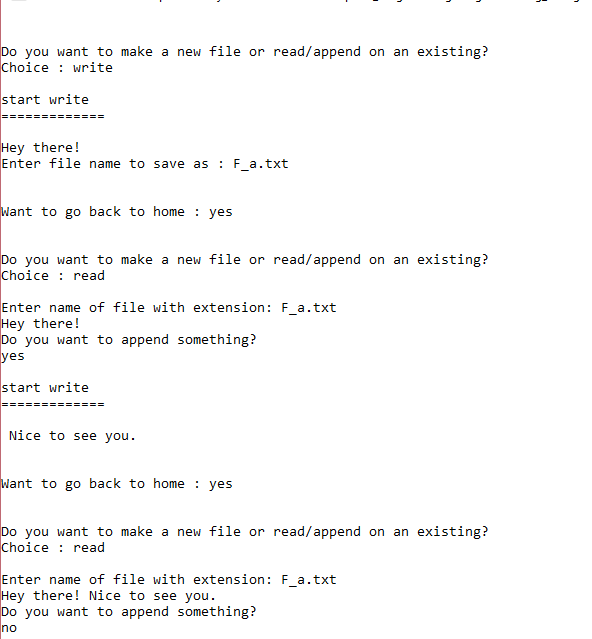 Do you want to make a new file or read/append on an existing?
Choice : write
start write
=============
Hey there!
Enter file name to save as : F_a.txt
Want to go back to home : yes
Do you want to make a new file or read/append on an existing?
Choice : read
Enter name of file with extension: F_a.txt
Hey there!
Do you want to append something?
yes
start write
=============
Nice to see you.
Want to go back to home : yes
Do you want to make a new file or read/append on an existing?
Choice : read
Enter name of file with extension: F_a.txt
Hey there! Nice to see you.
Do you want to append something?
no